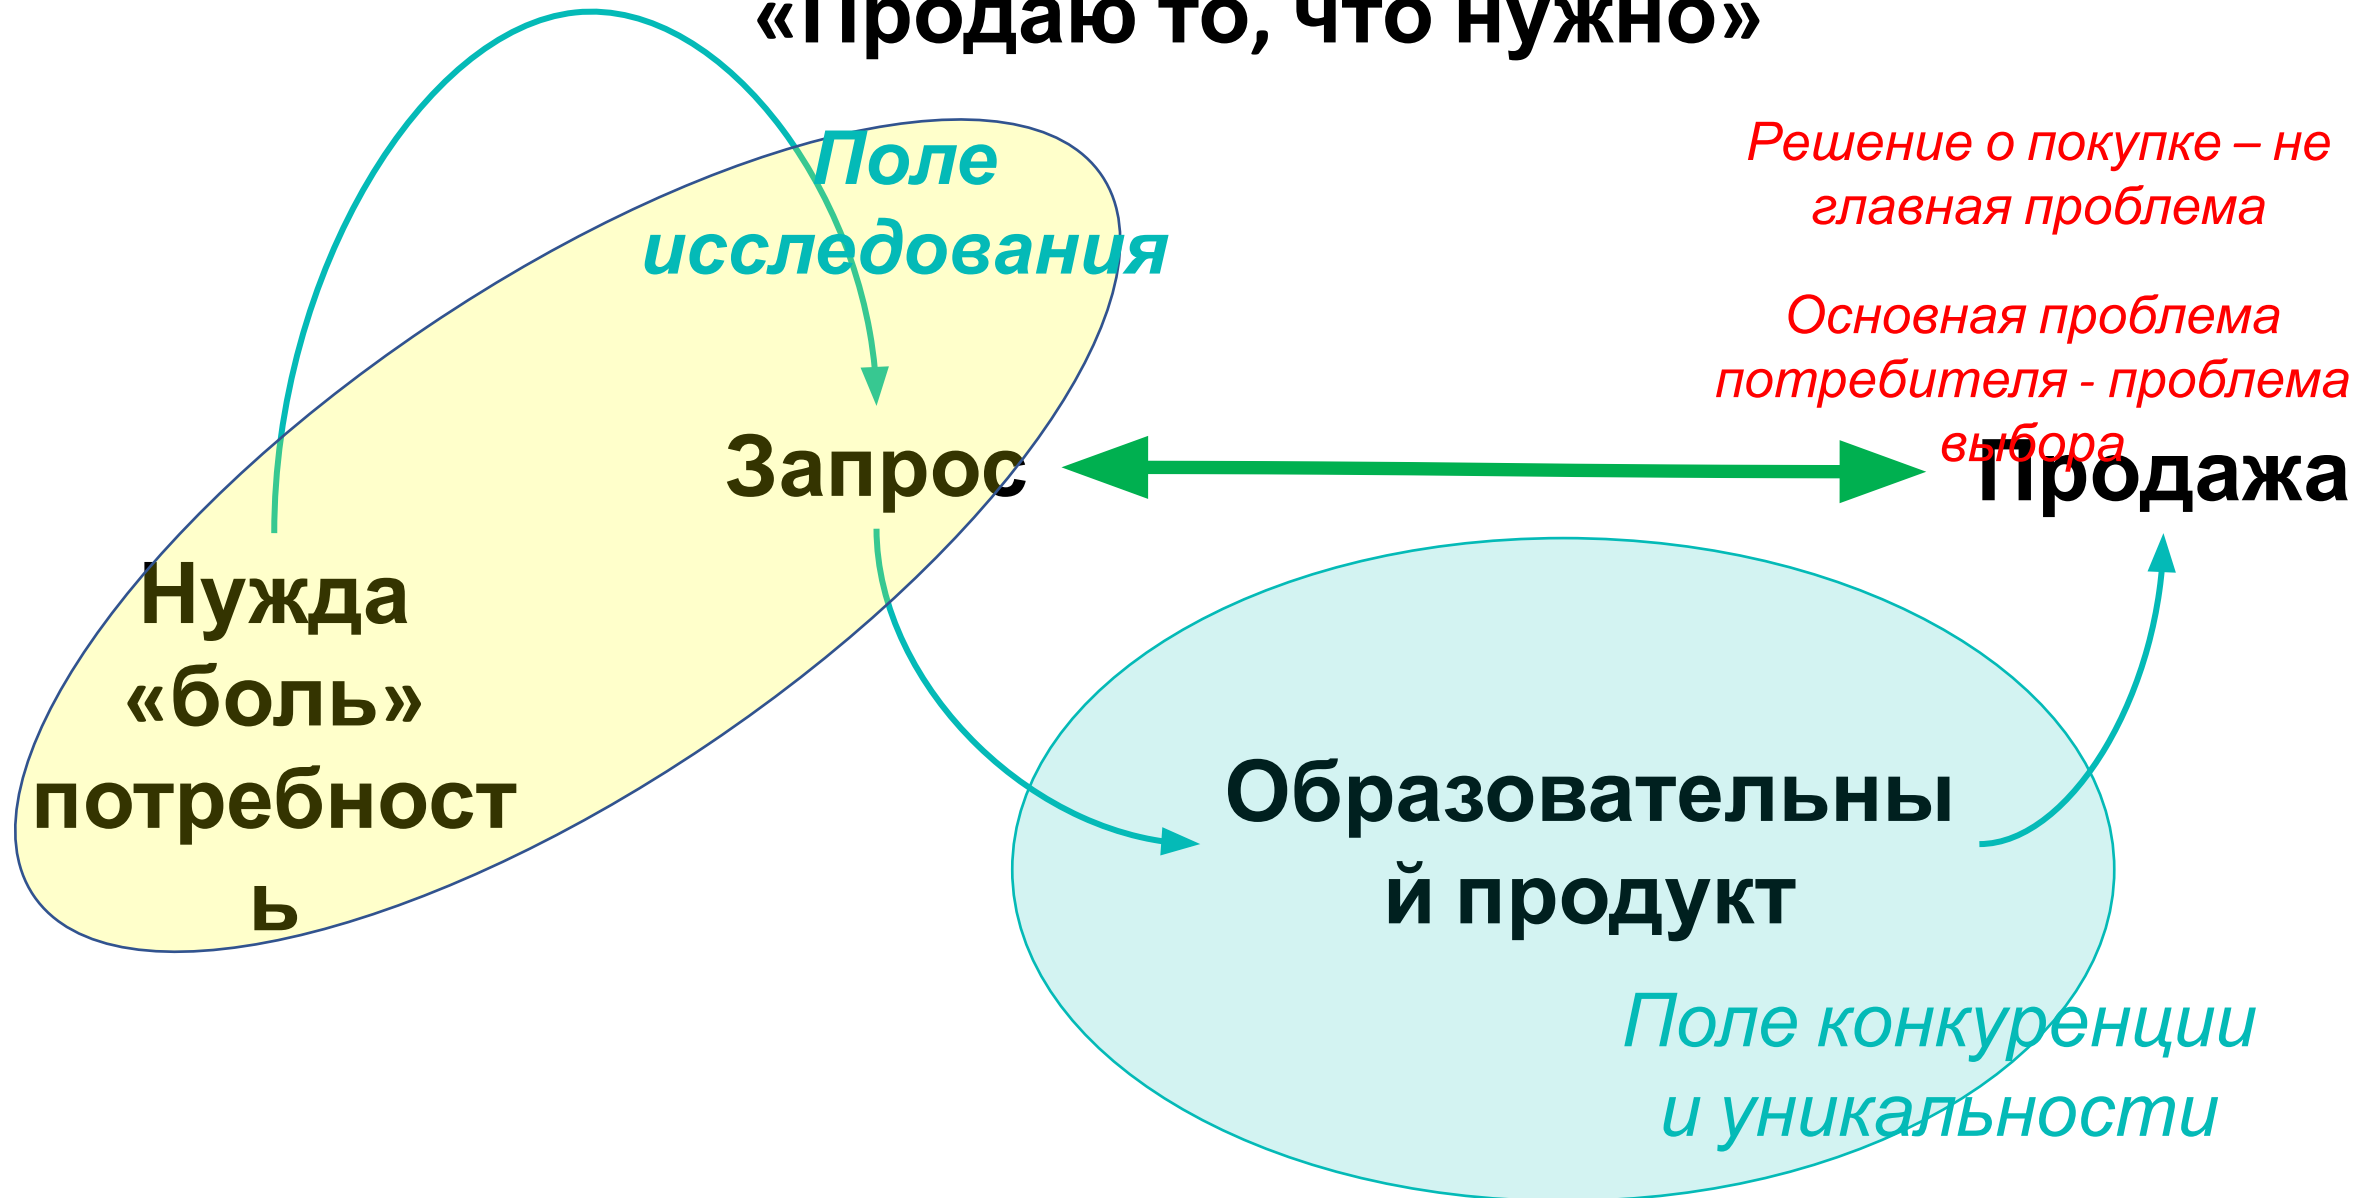 «Продаю то, что нужно»
Поле
исследования
Решение о покупке – не
главная проблема
Основная проблема
потребителя - проблема
выбора
Запрос
Продажа
Нужда
«боль»
потребност
ь
Образовательны
й продукт
Поле конкуренции
и уникальности